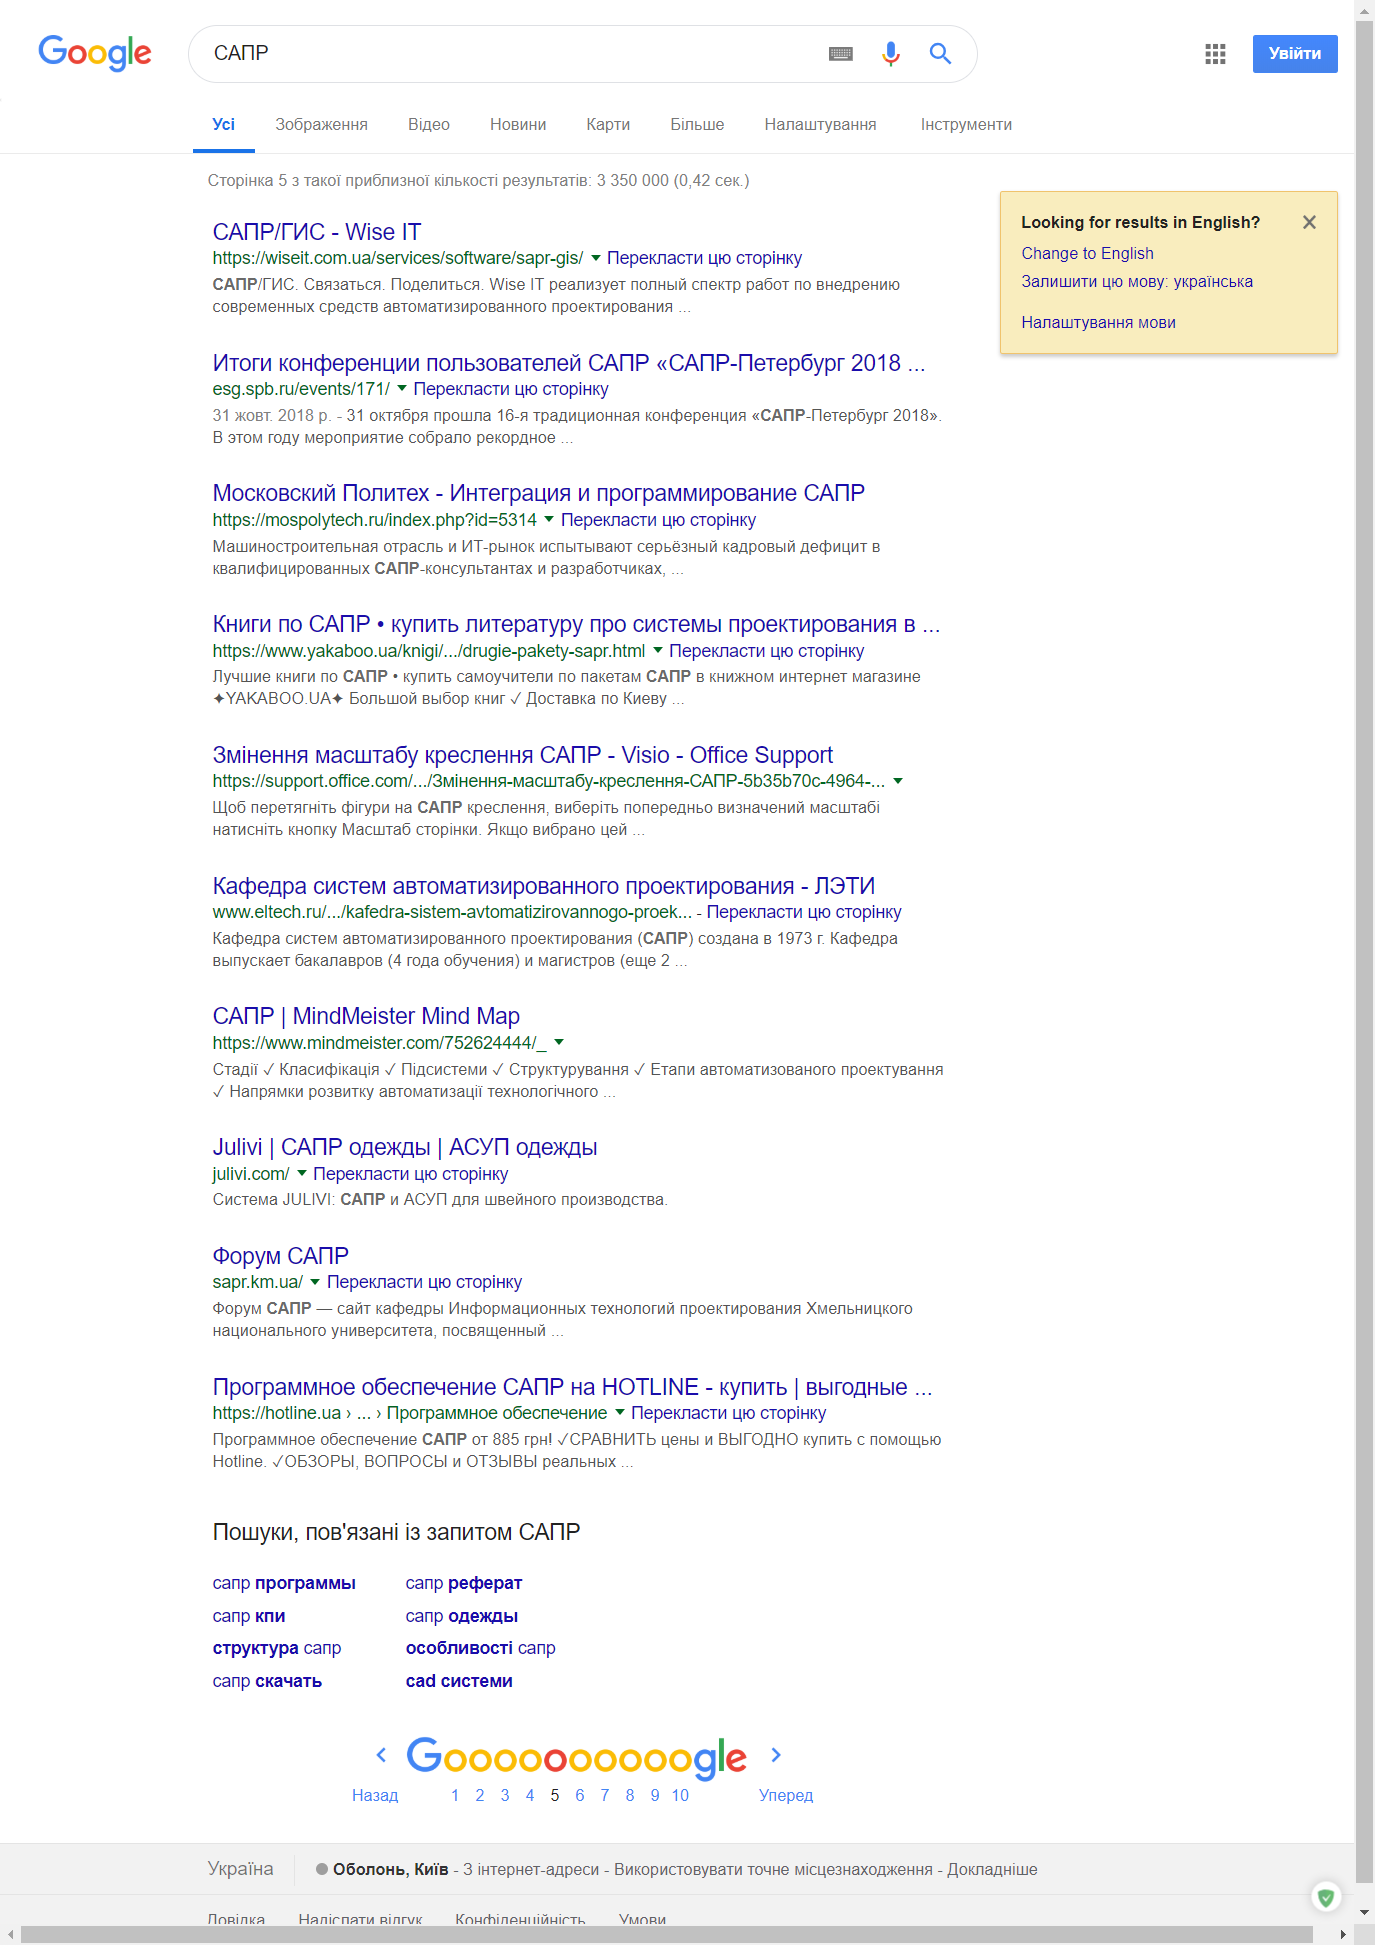 Google
САПР
Увійти
Усі Зображення Відео Новини Карти Більше Налаштування Інструменти
Сторінка 5 з такої приблизної кількості результатів: 3 350 000 (0,42 сек.)
Looking for results in English?
Change to English
Залишити цю мову: українська
Налаштування мови
САПР/ГИС - Wise IT
https://wiseit.com.ua/services/software/sapr-gis/ Перекласти цю сторінку
САПР/ГИС. Связаться. Поделиться. Wise IT реализует полный спектр работ по внедрению
современных средств автоматизированного проектирования ...
Итоги конференции пользователей САПР «САПР-Петербург 2018 ...
esg.spb.ru/events/171/ Перекласти цю сторінку
31 жовт. 2018 р. - 31 октября прошла 16-я традиционная конференция «САПР-Петербург 2018».
В этом году мероприятие собрало рекордное ...
Московский Политех - Интеграция и программирование САПР
https://mospolytech.ru/index.php?id=5314 Перекласти цю сторінку
Машиностроительная отрасль и ИТ-рынок испытывают серьёзный кадровый дефицит в
квалифицированных САПР-консультантах и разработчиках, ...
Книги по САПР • купить литературу про системы проектирования в ...
https://www.yakaboo.ua/knigi/.../drugie-pakety-sapr.html Перекласти цю сторінку
Лучшие книги по САПР • купить самоучители по пакетам САПР в книжном интернет магазине
✦YAKABOO.UA✦ Большой выбор книг ✓ Доставка по Киеву ...
Змінення масштабу креслення САПР - Visio - Office Support
https://support.office.com/.../Змінення-масштабу-креслення-САПР-5b35b70c-4964-...
Щоб перетягніть фігури на САПР креслення, виберіть попередньо визначений масштабі
натисніть кнопку Масштаб сторінки. Якщо вибрано цей ...
Кафедра систем автоматизированного проектирования - ЛЭТИ
www.eltech.ru/.../kafedra-sistem-avtomatizirovannogo-proek... - Перекласти цю сторінку
Кафедра систем автоматизированного проектирования (САПР) создана в 1973 г. Кафедра
выпускает бакалавров (4 года обучения) и магистров (еще 2 ...
САПР | MindMeister Mind Map
https://www.mindmeister.com/752624444/_
Стадії ✓ Класифікація ✓ Підсистеми ✓ Структурування ✓ Етапи автоматизованого проектування
✓ Напрямки розвитку автоматизації технологічного ...
Julivi | САПР одежды | АСУП одежды
julivi.com/ Перекласти цю сторінку
Система JULIVI: САПР и АСУП для швейного производства.
Форум САПР
sapr.km.ua/ Перекласти цю сторінку
Форум САПР — сайт кафедры Информационных технологий проектирования Хмельницкого
национального университета, посвященный ...
Программное обеспечение САПР на HOTLINE - купить | выгодные ...
https://hotline.ua › ... › Программное обеспечение Перекласти цю сторінку
Программное обеспечение САПР от 885 грн! ✓СРАВНИТЬ цены и ВЫГОДНО купить с помощью
Hotline. ✓ОБЗОРЫ, ВОПРОСЫ и ОТЗЫВЫ реальных ...
Пошуки, пов'язані із запитом САПР
сапр программы сапр реферат
сапр кпи сапр одежды
структура сапр особливості сапр
сапр скачать cad системи
Goooooooooogle
Назад 1 2 3 4 5 6 7 8 9 10 Уперед
Україна Оболонь, Київ - З інтернет-адреси - Використовувати точне місцезнаходження - Докладніше
Довідка Надіслати відгук Конфіденційність Умови